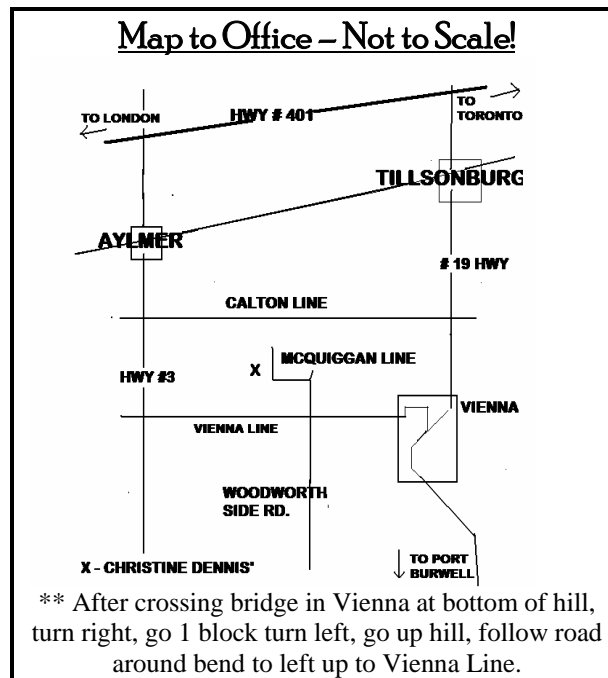 Map to Office – Not to Scale!
TO LONDON
HWY # 401
TO
TORONTO
TILLSONBURG
AYLMER
# 19 HWY
CALTON LINE
MCQUIGGAN LINE
X
HWY #3
VIENNA
VIENNA LINE
WOODWORTH
SIDE RD.
X - CHRISTINE DENNIS'
TO PORT
BURWELL
** After crossing bridge in Vienna at bottom of hill,
turn right, go 1 block turn left, go up hill, follow road
around bend to left up to Vienna Line.